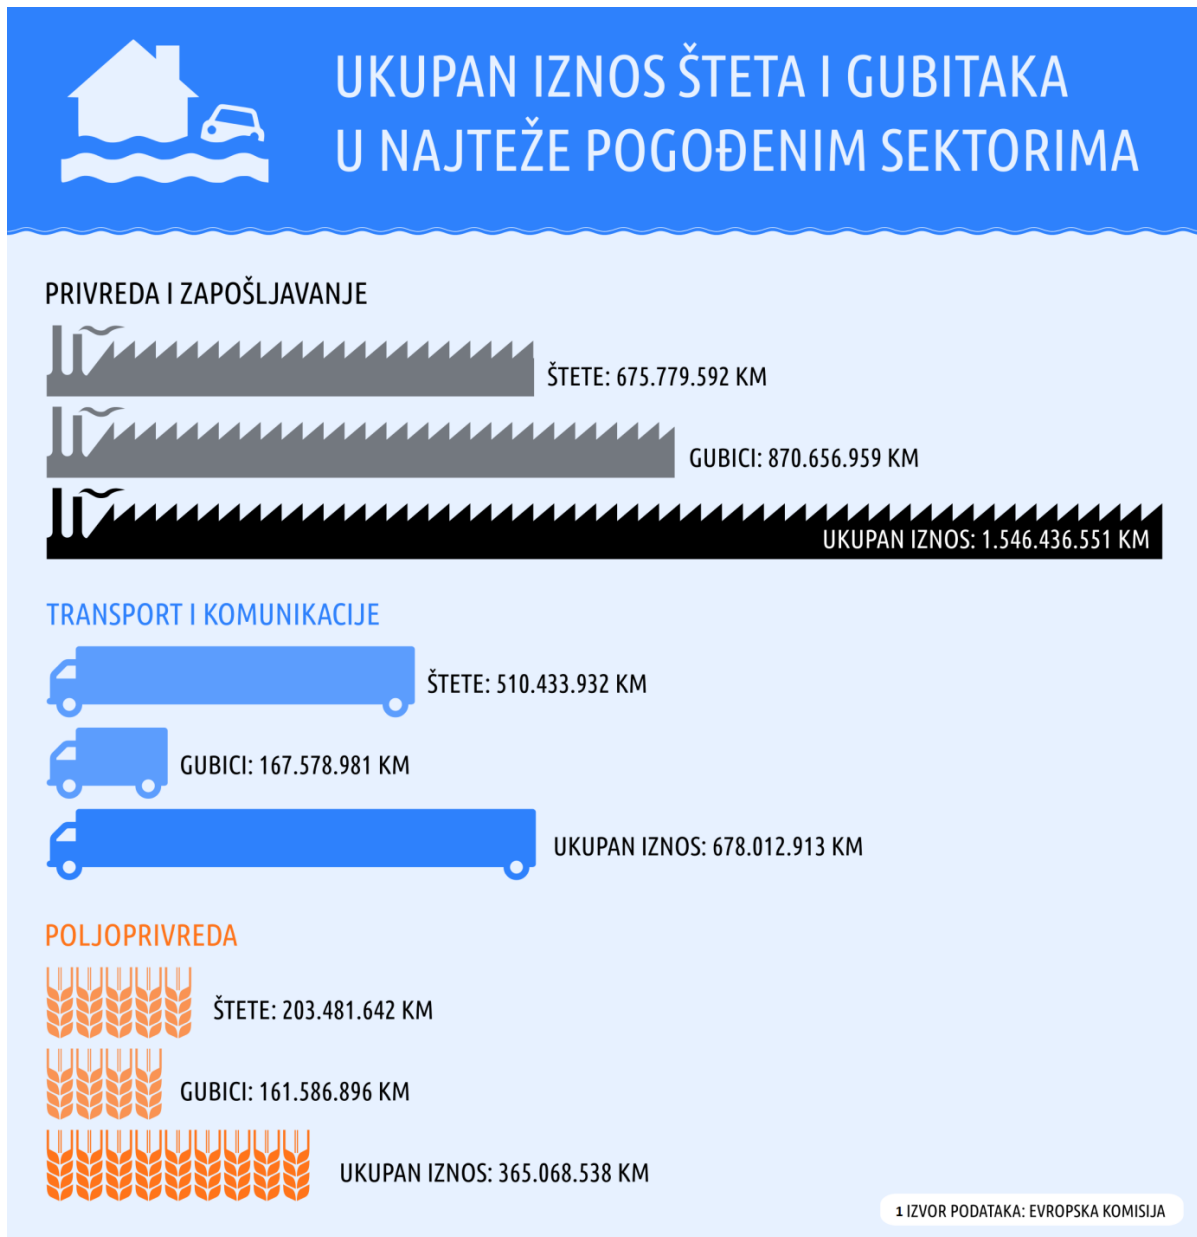 UKUPAN IZNOS ŠTETA I GUBITAKA
U NAJTEŽE POGOĐENIM SEKTORIMA
PRIVREDA I ZAPOŠLJAVANJE
ŠTETE: 675.779.592 KM
GUBICI: 870.656.959 KM
UKUPAN IZNOS: 1.546.436.551 KM
TRANSPORT I KOMUNIKACIJE
ŠTETE: 510.433.932 KM
GUBICI: 167.578.981 KM
UKUPAN IZNOS: 678.012.913 KM
POLJOPRIVREDA
ŠTETE: 203.481.642 KM
GUBICI: 161.586.896 KM
UKUPAN IZNOS: 365.068.538 KM
1 IZVOR PODATAKA: EVROPSKA KOMISIJA